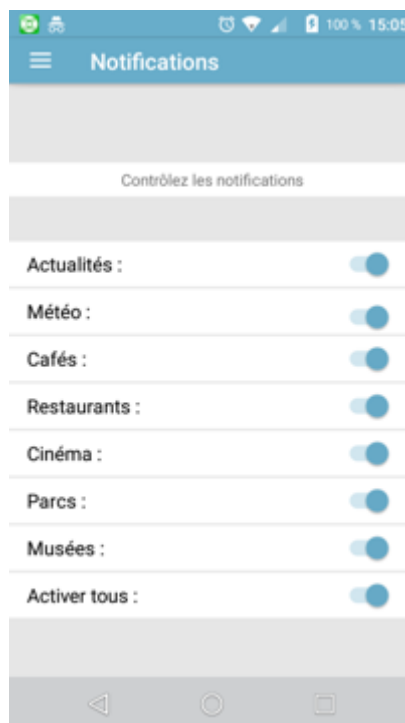 100 % 15:05
Notifications
Contrôlez les notifications
Actualités :
Météo :
Cafés :
Restaurants :
Cinéma :
Parcs :
Musées :
Activer tous :